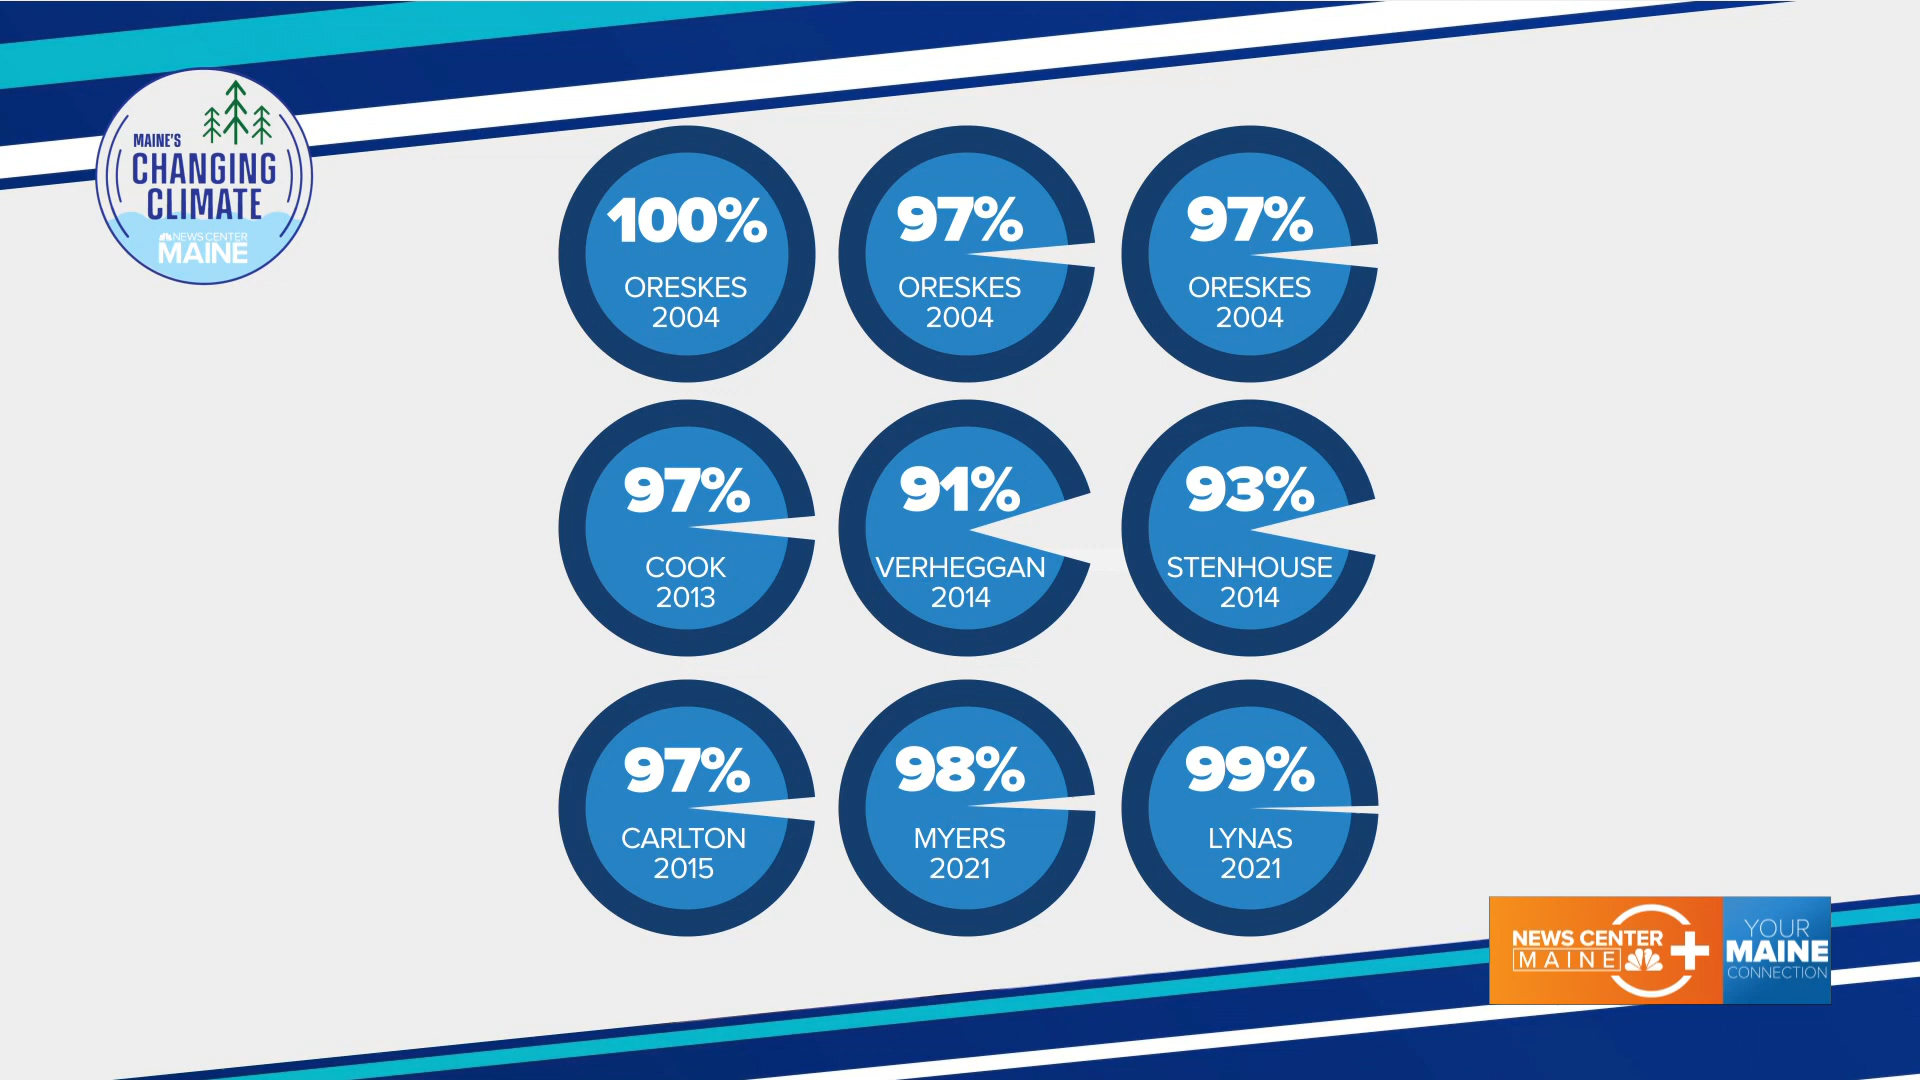 MAINE'S
CHANGING
CLIMATE
NEWS CENTER
MAINE
100%
ORESKES
2004
97%
ORESKES
2004
97%
ORESKES
2004
97%
COOK
2013
91%
VERHEGGAN
2014
93%
STENHOUSE
2014
97%
CARLTON
2015
98%
MYERS
2021
99%
LYNAS
2021
NEWS CENTER
MAINE
YOUR
MAINE
CONNECTION